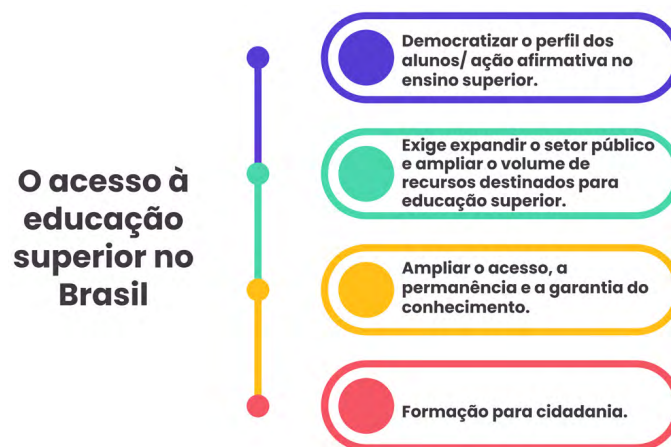 O acesso à
educação
superior no
Brasil
Democratizar o perfil dos
alunos/ ação afirmativa no
ensino superior.
Exige expandir o setor público
e ampliar o volume de
recursos destinados para
educação superior.
Ampliar o acesso, a
permanência e a garantia do
conhecimento.
Formação para cidadania.